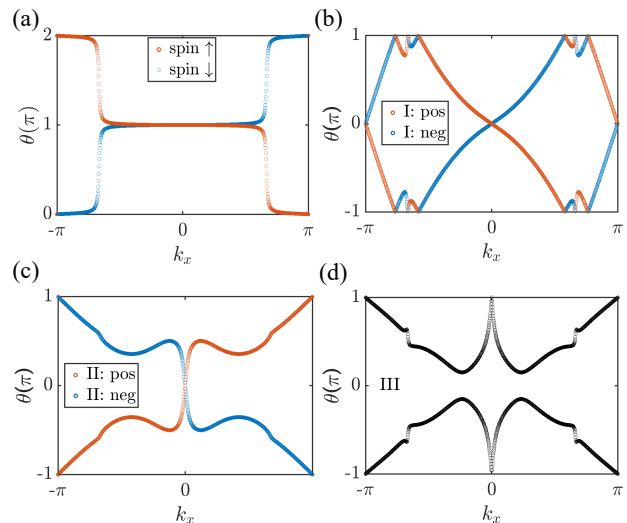 (a)
2
1
0
θ(π)
spin ↑
spin ↓
-π
0
π
k_x
(b)
1
0
-1
θ(π)
I: pos
I: neg
-π
0
π
k_x
(c)
1
0
-1
θ(π)
II: pos
II: neg
-π
0
k_x
(d)
1
0
-1
θ(π)
III
-π
0
π
k_x